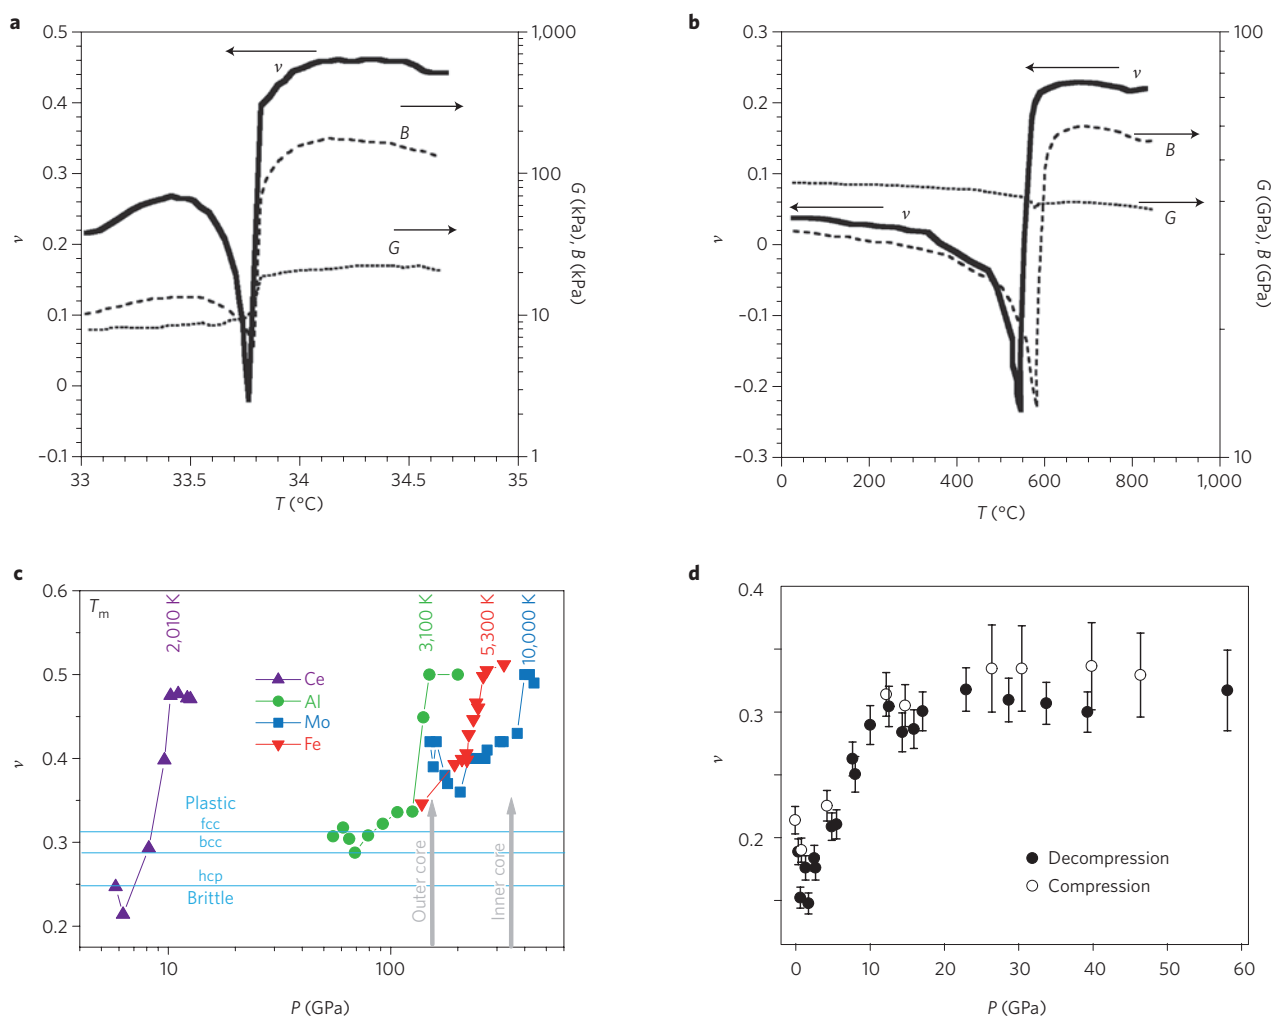 a
0.5
0.4
0.3
0.2
0.1
0
–0.1
ν
ν
B
G
1,000
100
10
1
G (kPa), B (kPa)
33
33.5
34
34.5
35
T (°C)
b
0.3
0.2
0.1
0
–0.1
–0.2
–0.3
ν
ν
B
ν
G
100
10
G (GPa), B (GPa)
0
200
400
600
800
1,000
T (°C)
c
0.6
0.5
0.4
0.3
0.2
ν
Tm
2,010 K
3,100 K
5,300 K
10,000 K
Ce
Al
Mo
Fe
Plastic
fcc
bcc
hcp
Brittle
Outer core
Inner core
10
100
P (GPa)
d
0.4
0.3
0.2
ν
Decompression
Compression
0
10
20
30
40
50
60
P (GPa)